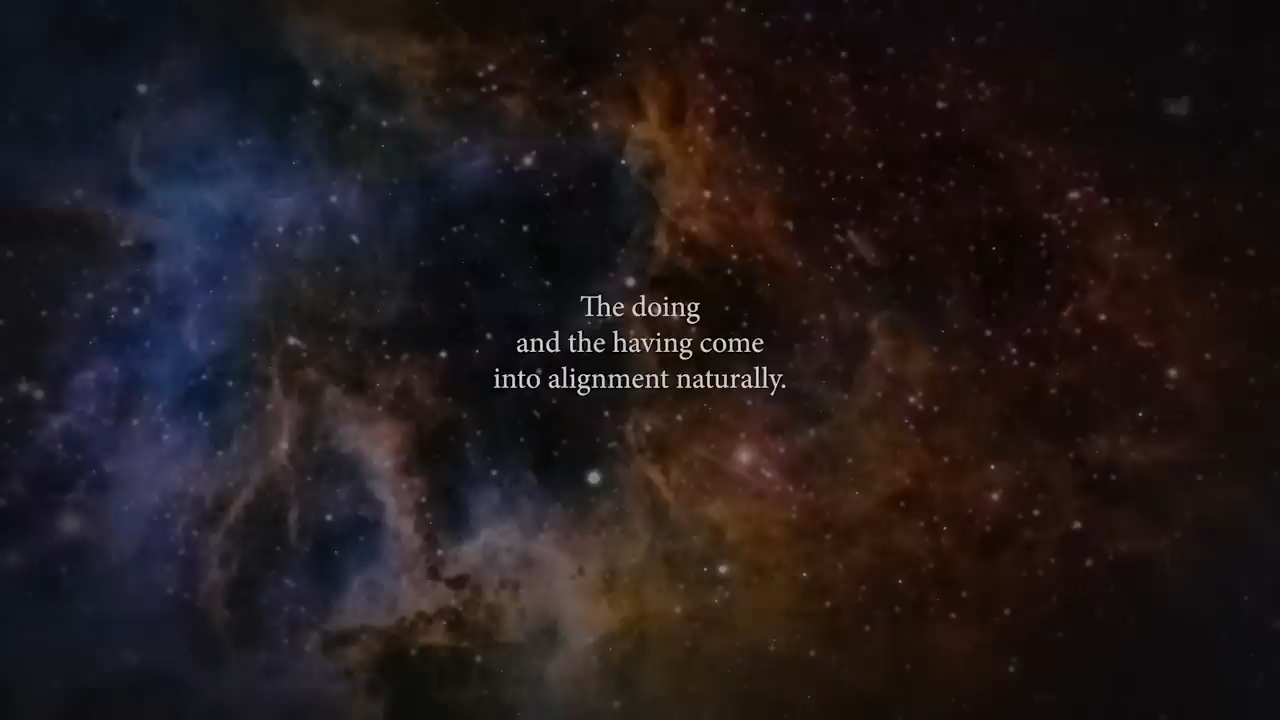 The doing
and the having come
into alignment naturally.